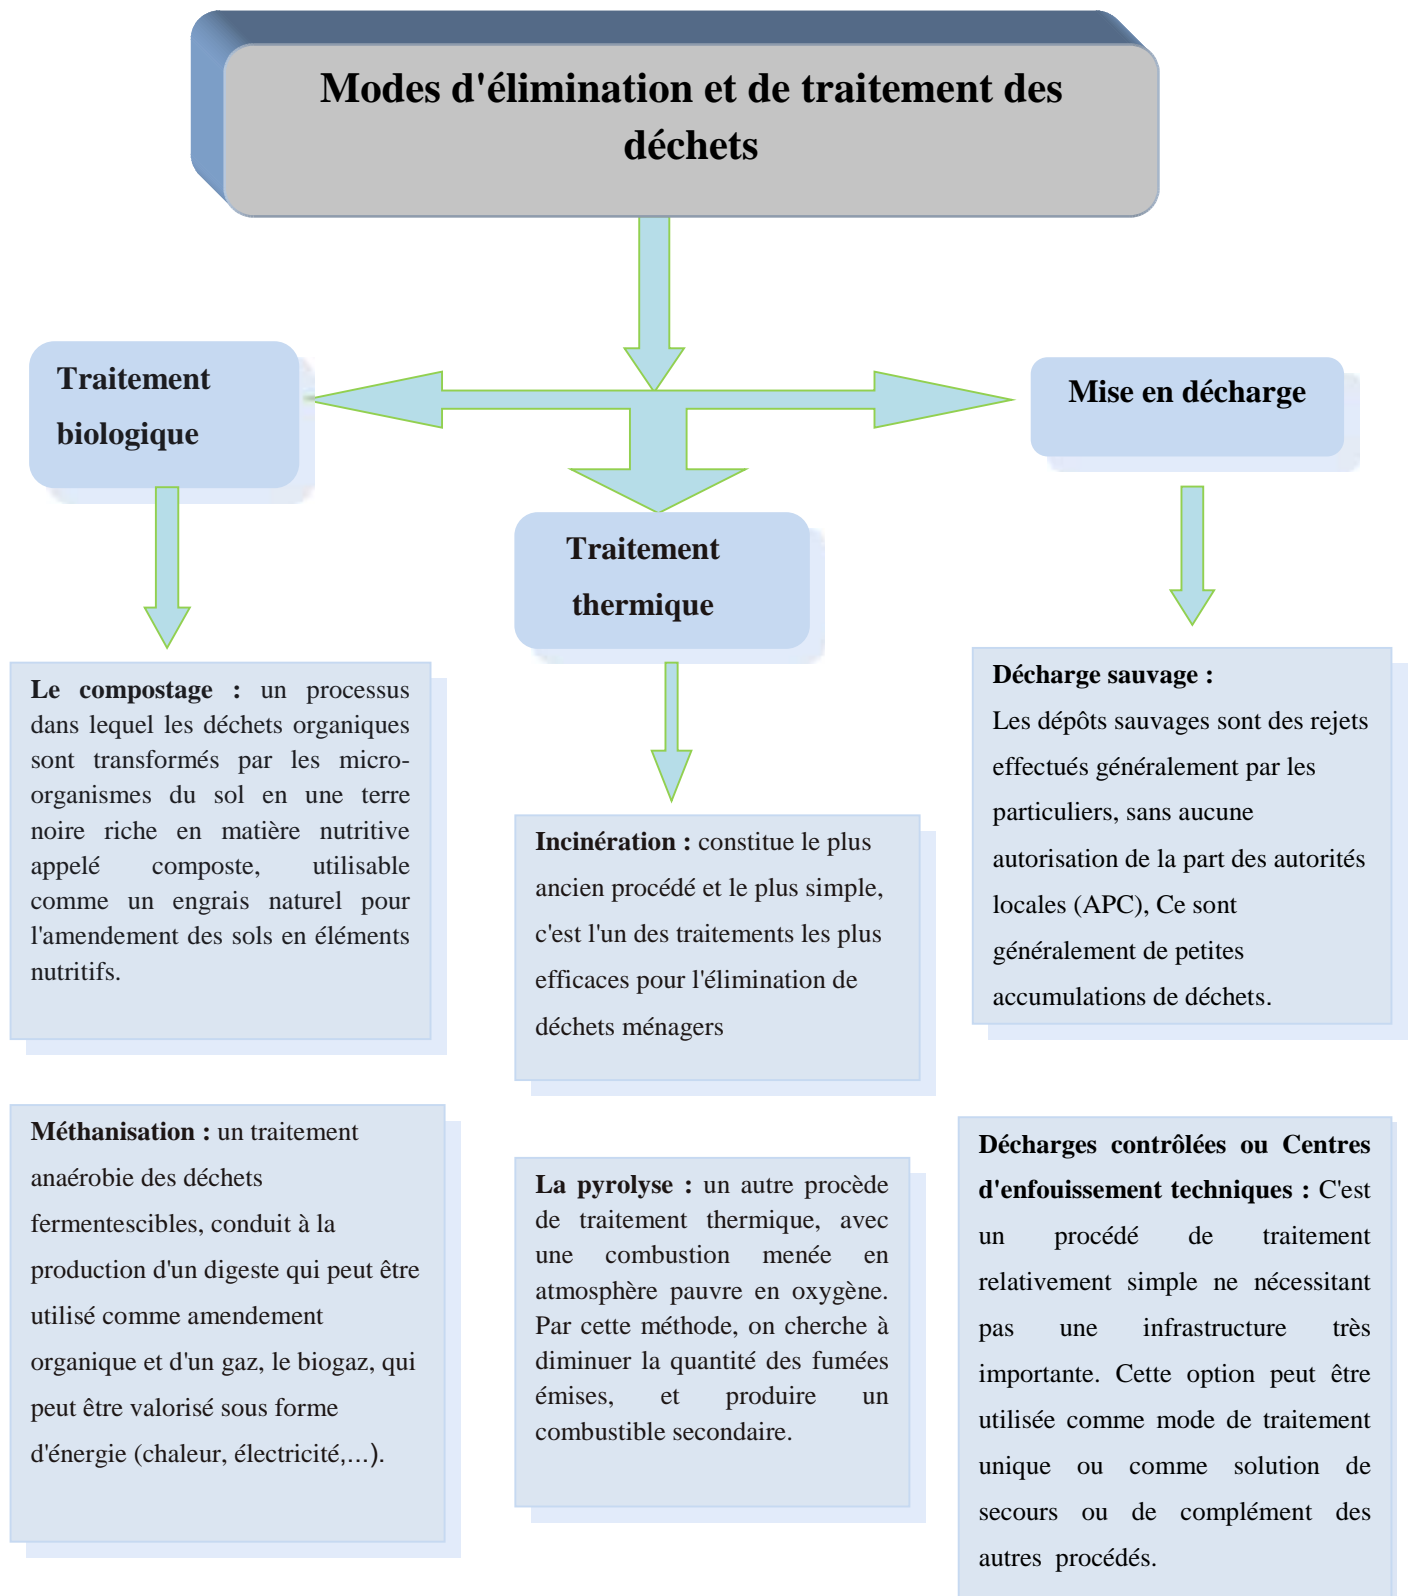 Modes d'élimination et de traitement des
déchets
Traitement
biologique
Mise en décharge
Traitement
thermique
Le compostage : un processus
dans lequel les déchets organiques
sont transformés par les micro-
organismes du sol en une terre
noire riche en matière nutritive
appelé composte, utilisable
comme un engrais naturel pour
l'amendement des sols en éléments
nutritifs.
Méthanisation : un traitement
anaérobie des déchets
fermentescibles, conduit à la
production d'un digeste qui peut être
utilisé comme amendement
organique et d'un gaz, le biogaz, qui
peut être valorisé sous forme
d'énergie (chaleur, électricité,...).
Incinération : constitue le plus
ancien procédé et le plus simple,
c'est l'un des traitements les plus
efficaces pour l'élimination de
déchets ménagers
La pyrolyse : un autre procède
de traitement thermique, avec
une combustion menée en
atmosphère pauvre en oxygène.
Par cette méthode, on cherche à
diminuer la quantité des fumées
émises, et produire un
combustible secondaire.
Décharge sauvage :
Les dépôts sauvages sont des rejets
effectués généralement par les
particuliers, sans aucune
autorisation de la part des autorités
locales (APC), Ce sont
généralement de petites
accumulations de déchets.
Décharges contrôlées ou Centres
d'enfouissement techniques : C'est
un procédé de traitement
relativement simple ne nécessitant
pas une infrastructure très
importante. Cette option peut être
utilisée comme mode de traitement
unique ou comme solution de
secours ou de complément des
autres procédés.